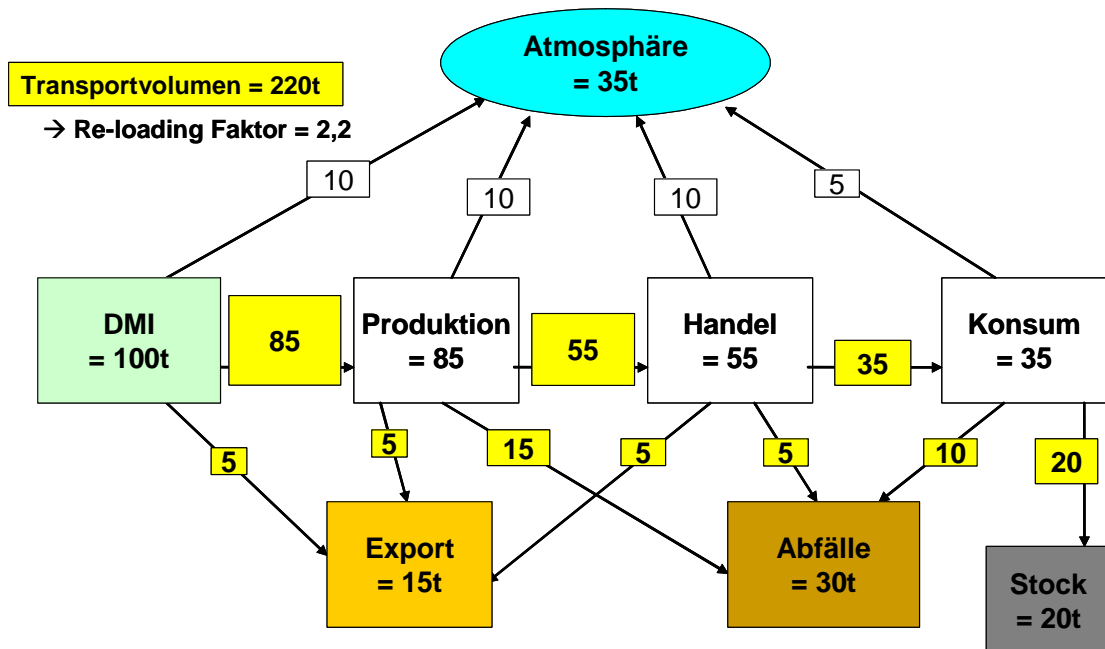 Atmosphäre
= 35t
Transportvolumen = 220t
→ Re-loading Faktor = 2,2
10
10
10
5
DMI
= 100t
85
Produktion
= 85
55
Handel
= 55
35
Konsum
= 35
5
5
15
5
5
10
20
Export
= 15t
Abfälle
= 30t
Stock
= 20t